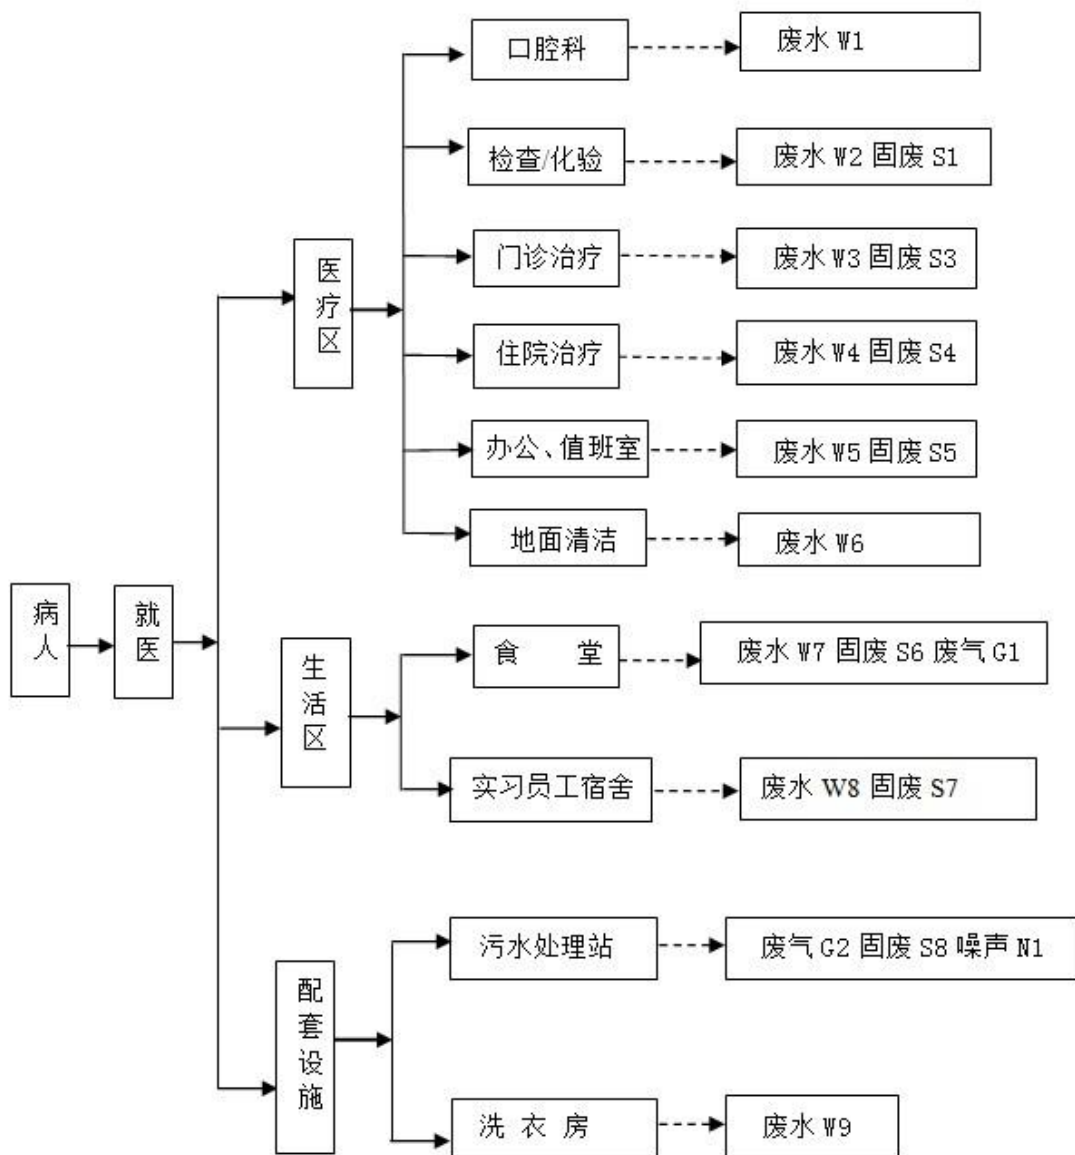 病人
就医
医疗区
口腔科
废水 W1
检查/化验
废水 W2 固废 S1
门诊治疗
废水 W3 固废 S3
住院治疗
废水 W4 固废 S4
办公、值班室
废水 W5 固废 S5
地面清洁
废水 W6
生活区
食 堂
废水 W7 固废 S6 废气 G1
实习员工宿舍
废水 W8 固废 S7
配套设施
污水处理站
废气 G2 固废 S8 噪声 N1
洗 衣 房
废水 W9